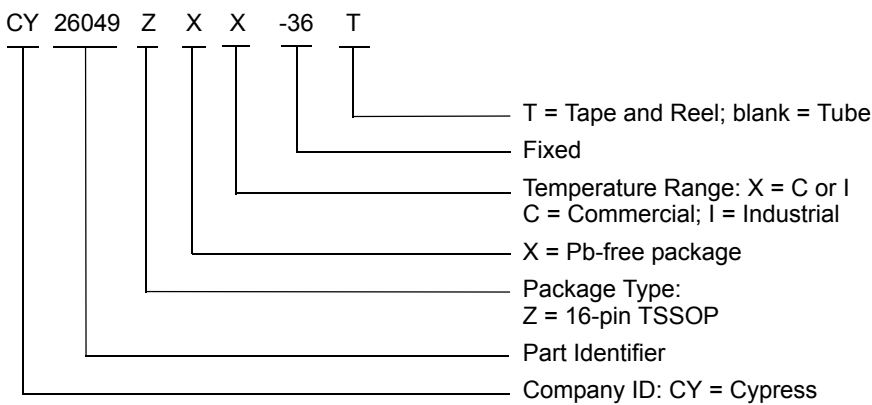 CY 26049 Z X X -36 T
T = Tape and Reel; blank = Tube
Fixed
Temperature Range: X = C or I
C = Commercial; I = Industrial
X = Pb-free package
Package Type:
Z = 16-pin TSSOP
Part Identifier
Company ID: CY = Cypress